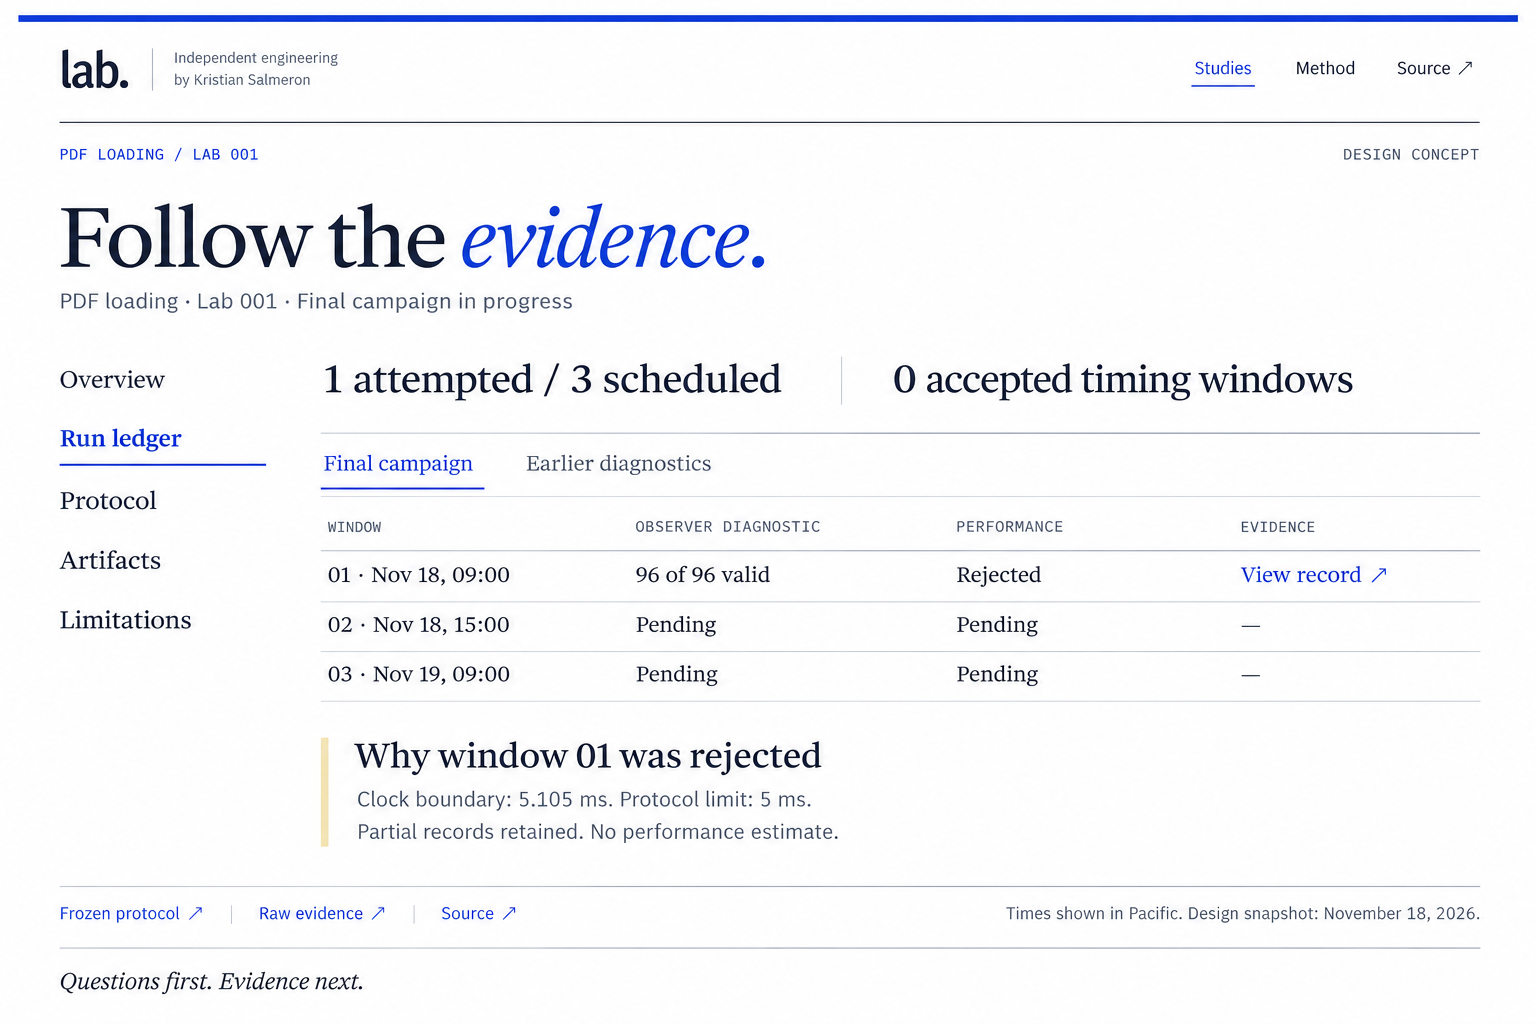 lab.
Independent engineering
by Kristian Salmeron
Studies
Method
Source ↗
PDF LOADING / LAB 001
DESIGN CONCEPT
Follow the evidence.
PDF loading · Lab 001 · Final campaign in progress
Overview
Run ledger
Protocol
Artifacts
Limitations
1 attempted / 3 scheduled
0 accepted timing windows
Final campaign
Earlier diagnostics
WINDOW OBSERVER DIAGNOSTIC PERFORMANCE EVIDENCE
01 · Nov 18, 09:00 96 of 96 valid Rejected View record ↗
02 · Nov 18, 15:00 Pending Pending —
03 · Nov 19, 09:00 Pending Pending —
Why window 01 was rejected
Clock boundary: 5.105 ms. Protocol limit: 5 ms.
Partial records retained. No performance estimate.
Frozen protocol ↗
Raw evidence ↗
Source ↗
Times shown in Pacific. Design snapshot: November 18, 2026.
Questions first. Evidence next.